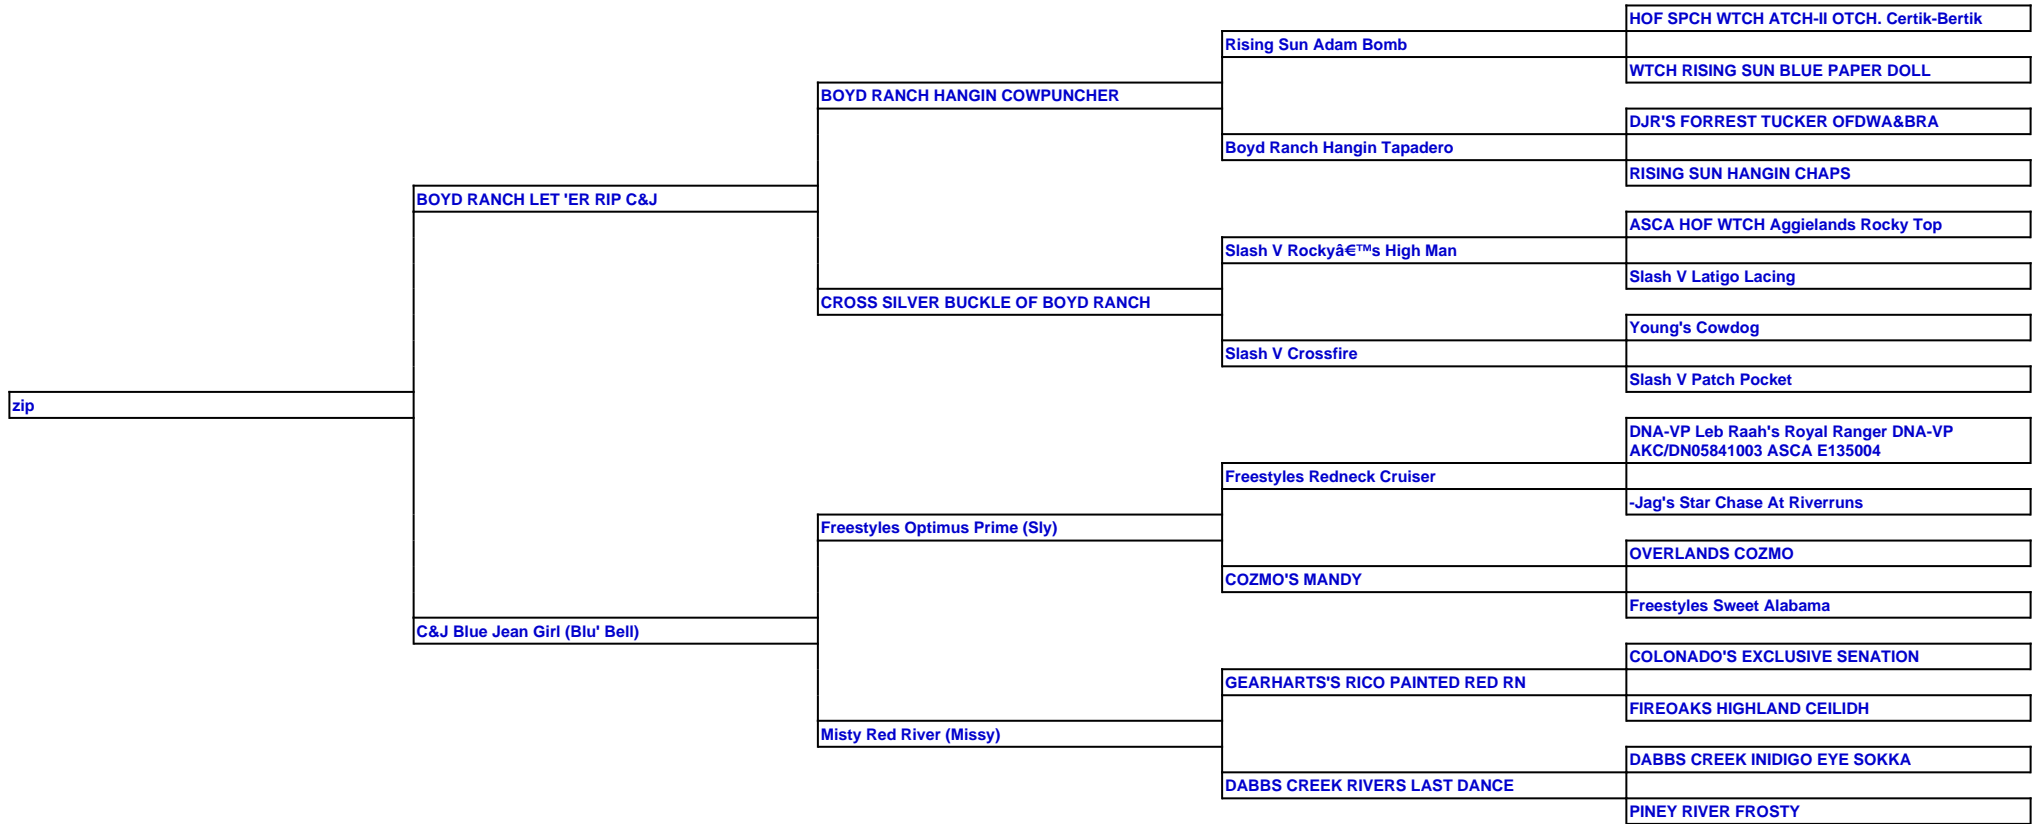 HOF SPCH WTCH ATCH-II OTCH. Certik-Bertik
Rising Sun Adam Bomb
WTCH RISING SUN BLUE PAPER DOLL
BOYD RANCH HANGIN COWPUNCHER
DJR'S FORREST TUCKER OFDWA&BRA
Boyd Ranch Hangin Tapadero
RISING SUN HANGIN CHAPS
BOYD RANCH LET 'ER RIP C&J
ASCA HOF WTCH Aggielands Rocky Top
Slash V Rockyâ€™s High Man
Slash V Latigo Lacing
CROSS SILVER BUCKLE OF BOYD RANCH
Young's Cowdog
Slash V Crossfire
Slash V Patch Pocket
zip
DNA-VP Leb Raah's Royal Ranger DNA-VP
AKC/DN05841003 ASCA E135004
Freestyles Redneck Cruiser
-Jag's Star Chase At Riverruns
Freestyles Optimus Prime (Sly)
OVERLANDS COZMO
COZMO'S MANDY
Freestyles Sweet Alabama
C&J Blue Jean Girl (Blu' Bell)
COLONADO'S EXCLUSIVE SENATION
GEARHARTS'S RICO PAINTED RED RN
FIREOAKS HIGHLAND CEILIDH
Misty Red River (Missy)
DABBS CREEK INIDIGO EYE SOKKA
DABBS CREEK RIVERS LAST DANCE
PINEY RIVER FROSTY